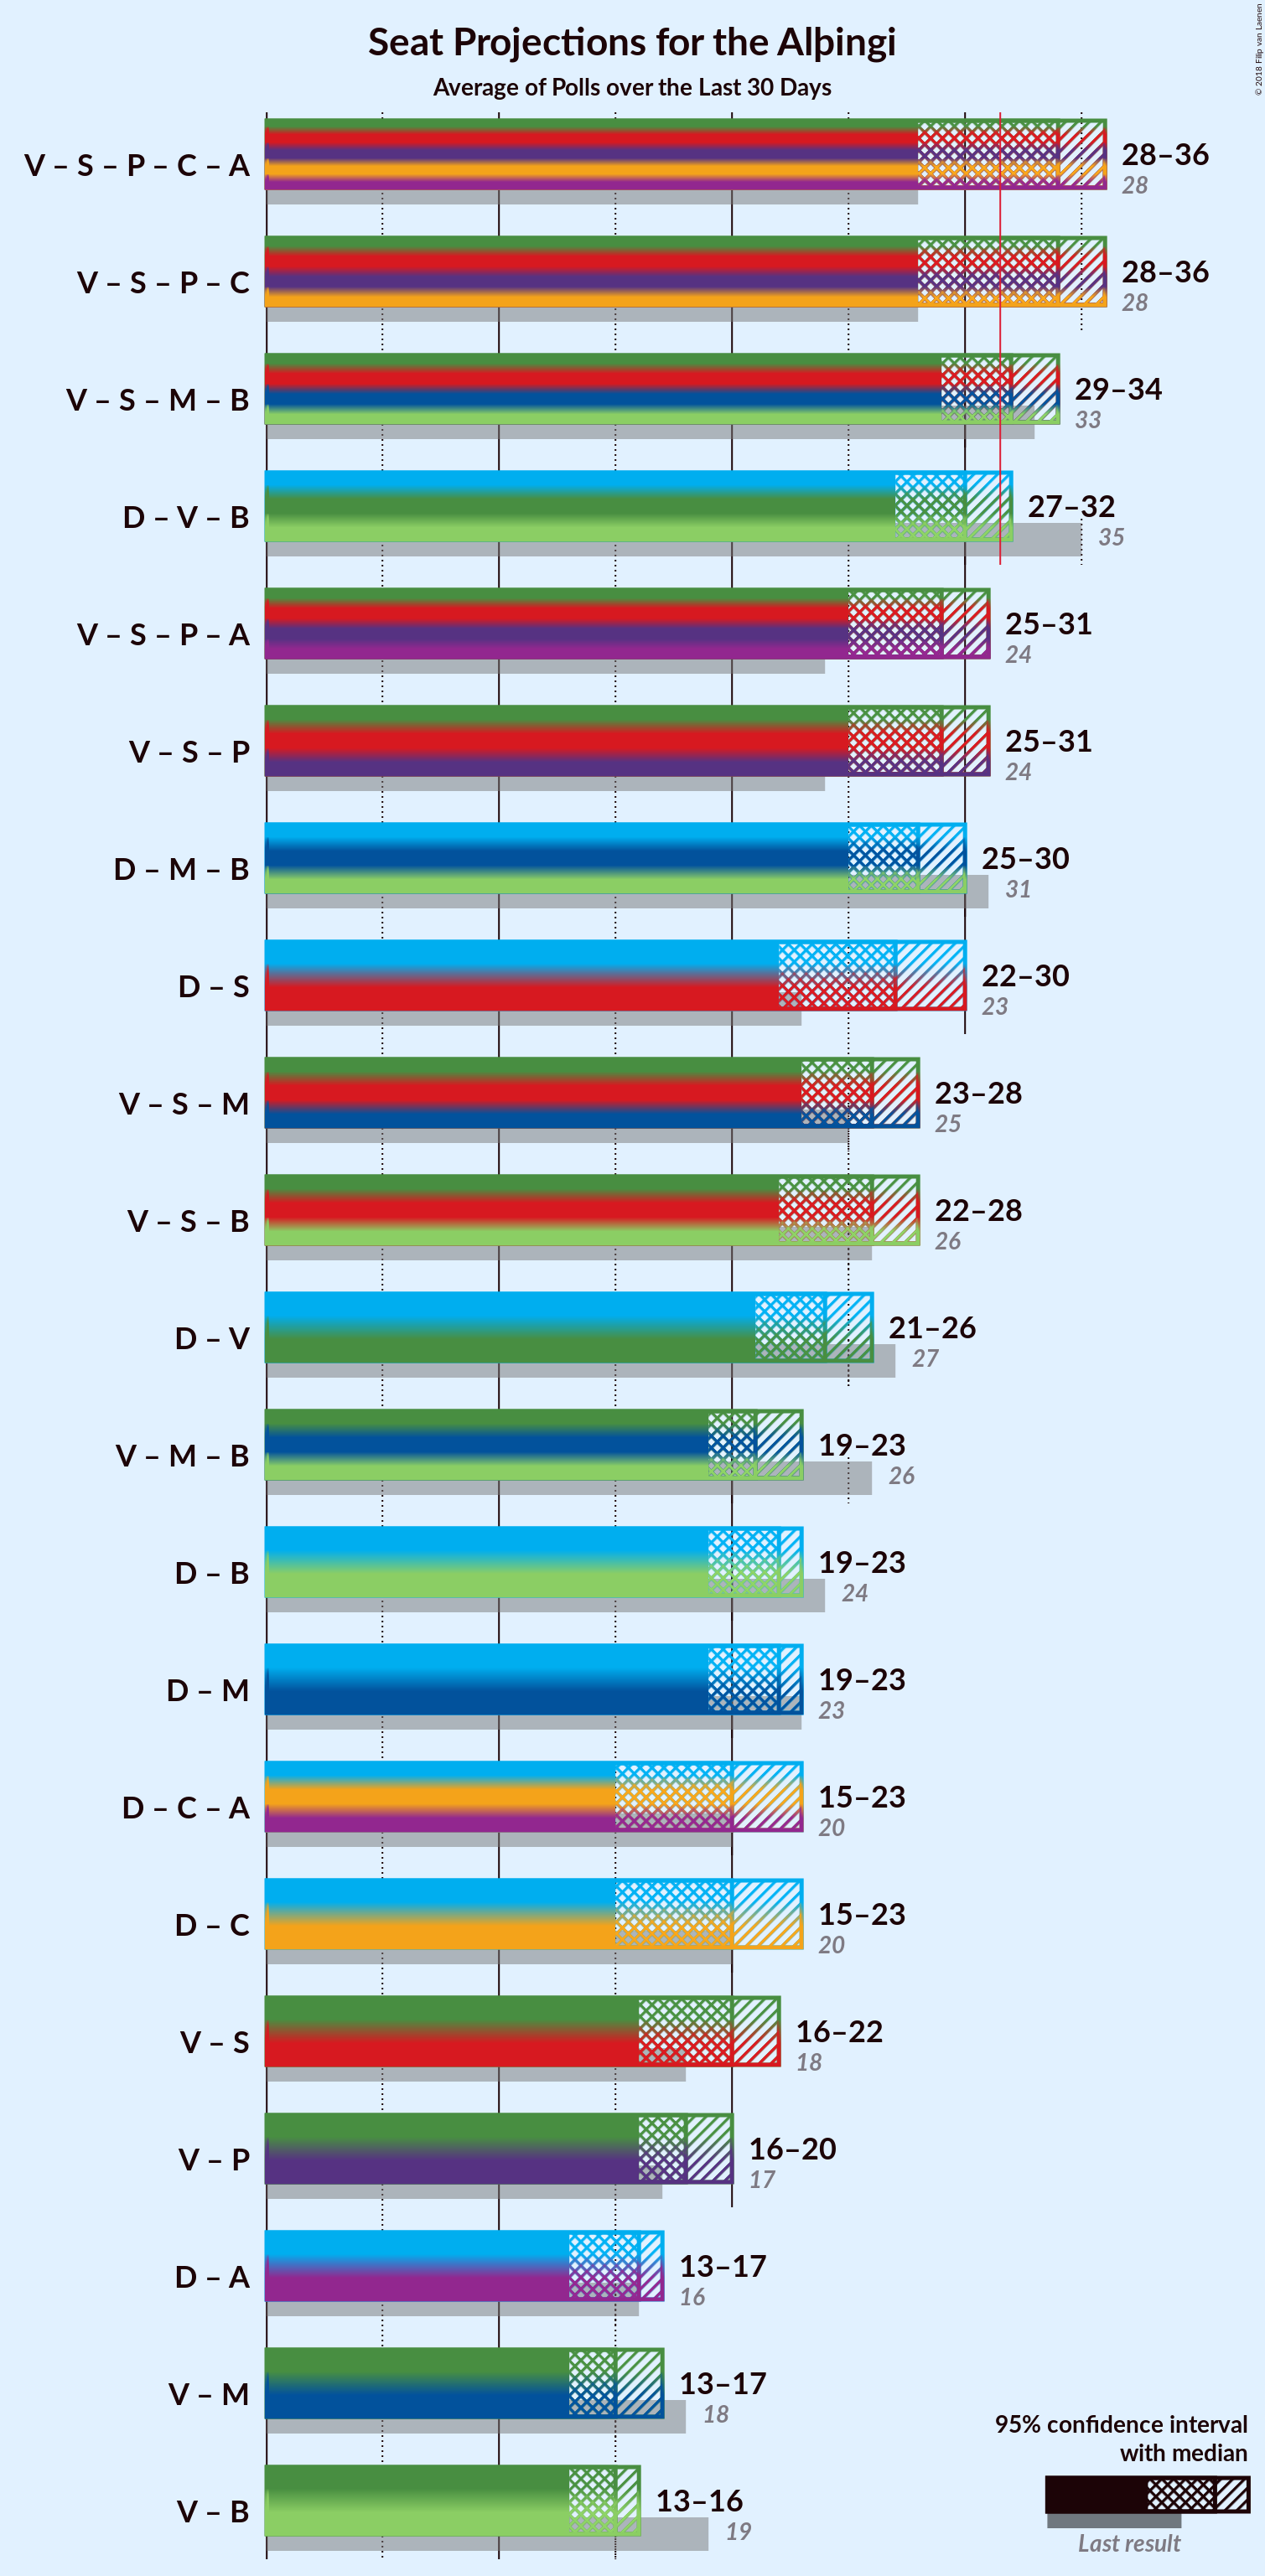 Seat Projections for the Alþingi
Average of Polls over the Last 30 Days
© 2018 Filip van Laenen
V – S – P – C – A
28–36
28
V – S – P – C
28–36
28
V – S – M – B
29–34
33
D – V – B
27–32
35
V – S – P – A
25–31
24
V – S – P
25–31
24
D – M – B
25–30
31
D – S
22–30
23
V – S – M
23–28
25
V – S – B
22–28
26
D – V
21–26
27
V – M – B
19–23
26
D – B
19–23
24
D – M
19–23
23
D – C – A
15–23
20
D – C
15–23
20
V – S
16–22
18
V – P
16–20
17
D – A
13–17
16
V – M
13–17
18
V – B
13–16
19
95% confidence interval
with median
Last result